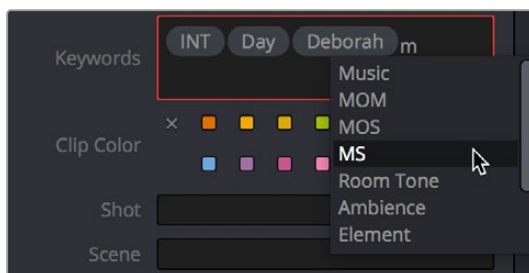 Keywords INT Day Deborah m
Music
MOM
MOS
Clip Color
MS
Room Tone
Shot
Ambience
Element
Scene